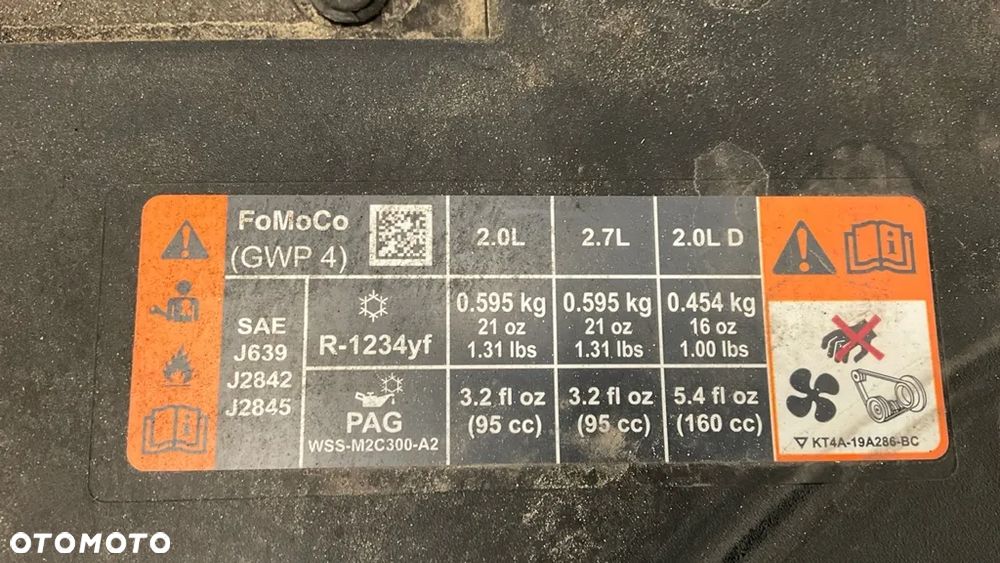 FoMoCo
(GWP 4)
2.0L
2.7L
2.0L D
SAE
J639
J2842
J2845
R-1234yf
0.595 kg
21 oz
1.31 lbs
0.595 kg
21 oz
1.31 lbs
0.454 kg
16 oz
1.00 lbs
PAG
WSS-M2C300-A2
3.2 fl oz
(95 cc)
3.2 fl oz
(95 cc)
5.4 fl oz
(160 cc)
KT4A-19A286-BC
OTOMOTO